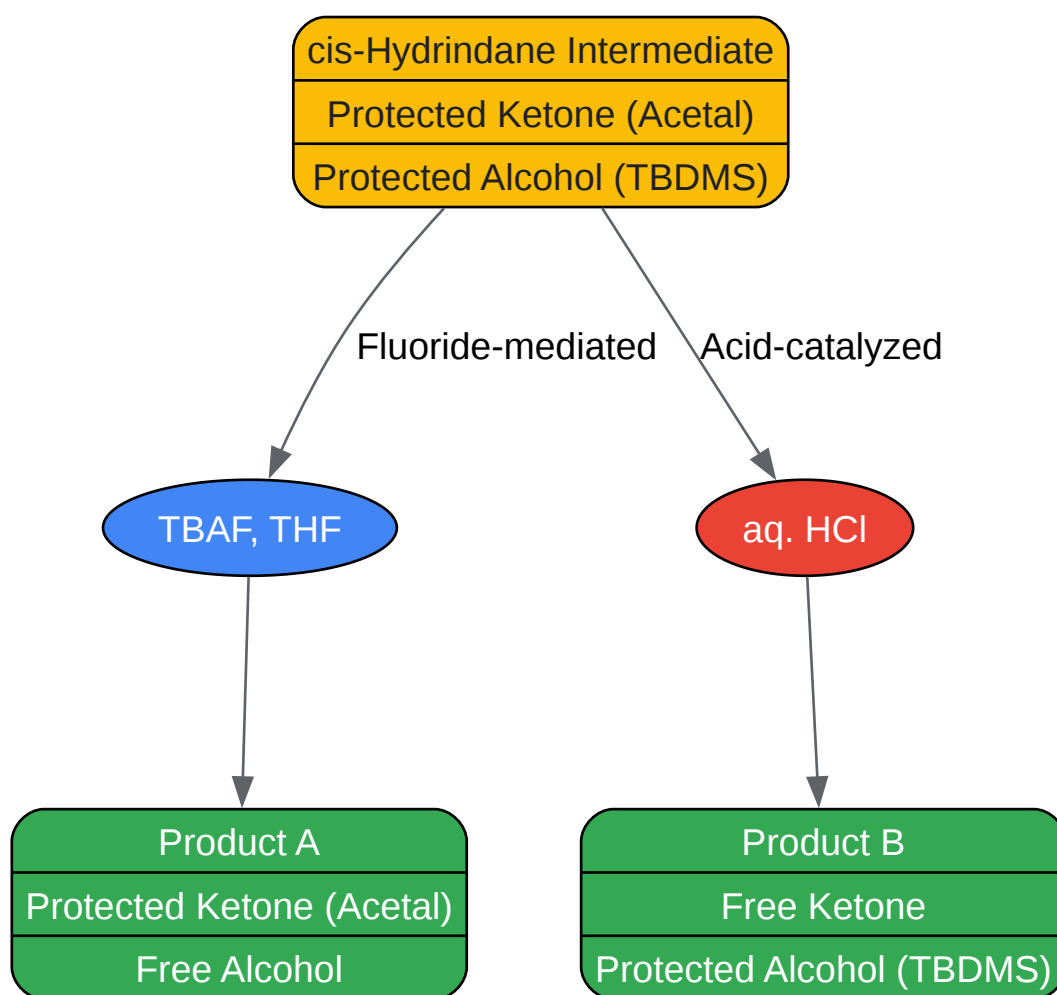 cis-Hydrindane Intermediate
Protected Ketone (Acetal)
Protected Alcohol (TBDMS)
Fluoride-mediated
Acid-catalyzed
TBAF, THF
aq. HCl
Product A
Protected Ketone (Acetal)
Free Alcohol
Product B
Free Ketone
Protected Alcohol (TBDMS)